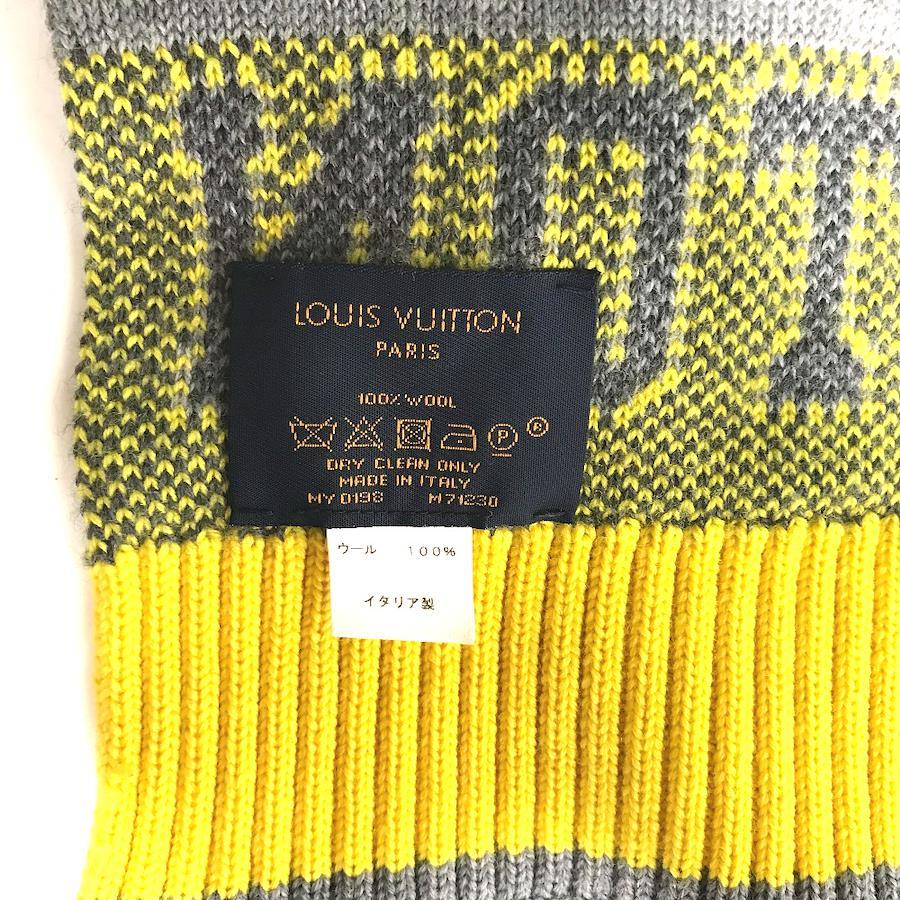 LOUIS VUITTON
PARIS
100% WOOL
P ®
DRY CLEAN ONLY
MADE IN ITALY
MY 0198 M71230
ウール 100%
イタリア製